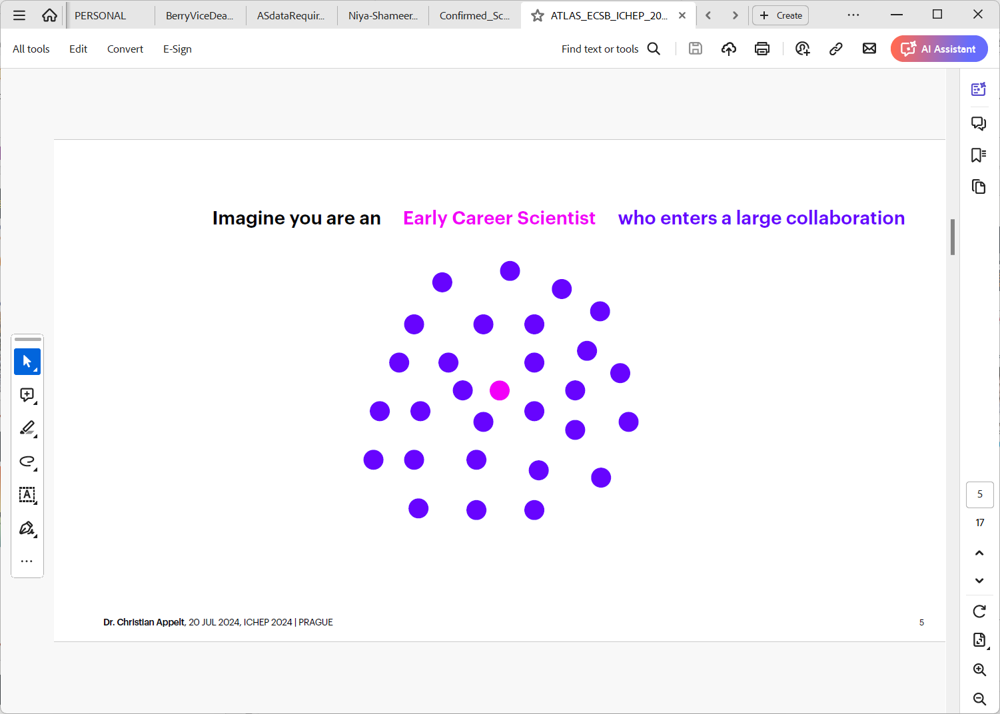 PERSONAL
BerryViceDea...
ASdataRequir...
Niya-Shameer...
Confirmed_Sc...
ATLAS_ECSB_ICHEP_20...
Create
All tools
Edit
Convert
E-Sign
Find text or tools
AI Assistant
Imagine you are an Early Career Scientist who enters a large collaboration
A
5
17
Dr. Christian Appelt, 20 JUL 2024, ICHEP 2024 | PRAGUE
5